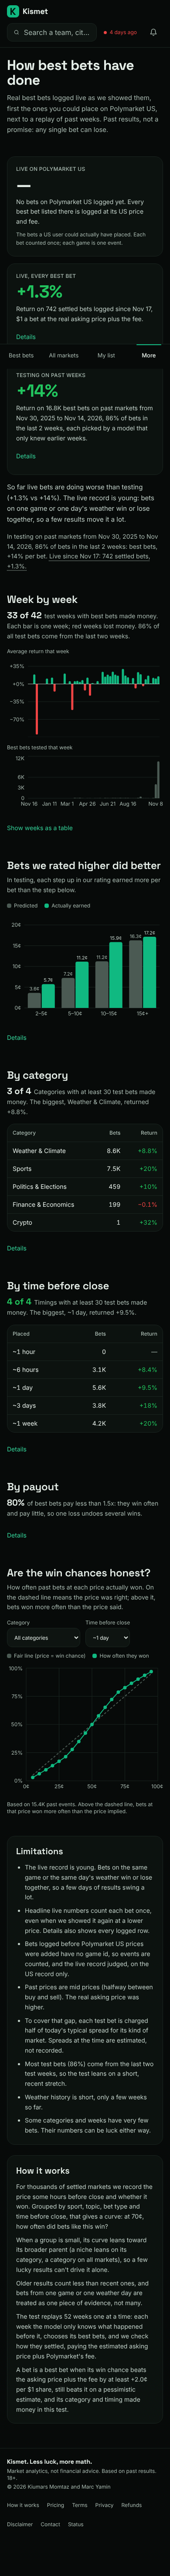 Kismet
Search a team, cit...
4 days ago
How best bets have
done
Real best bets logged live as we showed them,
first the ones you could place on Polymarket US,
next to a replay of past weeks. Past results, not a
promise: any single bet can lose.
LIVE ON POLYMARKET US
—
No bets on Polymarket US logged yet. Every
best bet listed there is logged at its US price
and fee.
The bets a US user could actually have placed. Each
bet counted once; each game is one event.
LIVE, EVERY BEST BET
+1.3%
Return on 742 settled bets logged since Nov 17,
$1 a bet at the real asking price plus the fee.
Details
Best bets
All markets
My list
More
TESTING ON PAST WEEKS
+14%
Return on 16.8K best bets on past markets from
Nov 30, 2025 to Nov 14, 2026, 86% of bets in
the last 2 weeks, each picked by a model that
only knew earlier weeks.
Details
So far live bets are doing worse than testing
(+1.3% vs +14%). The live record is young: bets
on one game or one day's weather win or lose
together, so a few results move it a lot.
In testing on past markets from Nov 30, 2025 to Nov
14, 2026, 86% of bets in the last 2 weeks: best bets,
+14% per bet. Live since Nov 17: 742 settled bets,
+1.3%.
Week by week
33 of 42 test weeks with best bets made money.
Each bar is one week; red weeks lost money. 86% of
all test bets come from the last two weeks.
Average return that week
+35%
+0%
−35%
−70%
Best bets tested that week
12K
6K
3K
0
Nov 16 Jan 11 Mar 1 Apr 26 Jun 21 Aug 16 Nov 8
Show weeks as a table
Bets we rated higher did better
In testing, each step up in our rating earned more per
bet than the step below.
Predicted
Actually earned
20¢
15¢
10¢
5¢
0¢
3.6¢
5.7¢
7.2¢
11.2¢
11.2¢
15.9¢
16.3¢
17.2¢
2–5¢
5–10¢
10–15¢
15¢+
Details
By category
3 of 4 Categories with at least 30 test bets made
money. The biggest, Weather & Climate, returned
+8.8%.
Category Bets Return
Weather & Climate 8.6K +8.8%
Sports 7.5K +20%
Politics & Elections 459 +10%
Finance & Economics 199 −0.1%
Crypto 1 +32%
Details
By time before close
4 of 4 Timings with at least 30 test bets made
money. The biggest, ~1 day, returned +9.5%.
Placed Bets Return
~1 hour 0 —
~6 hours 3.1K +8.4%
~1 day 5.6K +9.5%
~3 days 3.8K +18%
~1 week 4.2K +20%
Details
By payout
80% of best bets pay less than 1.5x: they win often
and pay little, so one loss undoes several wins.
Details
Are the win chances honest?
How often past bets at each price actually won. On
the dashed line means the price was right; above it,
bets won more often than the price said.
Category
Time before close
All categories
~1 day
Fair line (price = win chance)
How often they won
100%
75%
50%
25%
0%
0¢ 25¢ 50¢ 75¢ 100¢
Based on 15.4K past events. Above the dashed line, bets at
that price won more often than the price implied.
Limitations
• The live record is young. Bets on the same
game or the same day's weather win or lose
together, so a few days of results swing a
lot.
• Headline live numbers count each bet once,
even when we showed it again at a lower
price. Details also shows every logged row.
• Bets logged before Polymarket US prices
were added have no game id, so events are
counted, and the live record judged, on the
US record only.
• Past prices are mid prices (halfway between
buy and sell). The real asking price was
higher.
• To cover that gap, each test bet is charged
half of today's typical spread for its kind of
market. Spreads at the time are estimated,
not recorded.
• Most test bets (86%) come from the last two
test weeks, so the test leans on a short,
recent stretch.
• Weather history is short, only a few weeks
so far.
• Some categories and weeks have very few
bets. Their numbers can be luck either way.
How it works
For thousands of settled markets we record the
price some hours before close and whether it
won. Grouped by sport, topic, bet type and
time before close, that gives a curve: at 70¢,
how often did bets like this win?
When a group is small, its curve leans toward
its broader parent (a niche leans on its
category, a category on all markets), so a few
lucky results can't drive it alone.
Older results count less than recent ones, and
bets from one game or one weather day are
treated as one piece of evidence, not many.
The test replays 52 weeks one at a time: each
week the model only knows what happened
before it, chooses its best bets, and we check
how they settled, paying the estimated asking
price plus Polymarket's fee.
A bet is a best bet when its win chance beats
the asking price plus the fee by at least +2.0¢
per $1 share, still beats it on a pessimistic
estimate, and its category and timing made
money in this test.
Kismet. Less luck, more math.
Market analytics, not financial advice. Based on past results.
18+.
© 2026 Kiumars Momtaz and Marc Yamin
How it works Pricing Terms Privacy Refunds
Disclaimer Contact Status